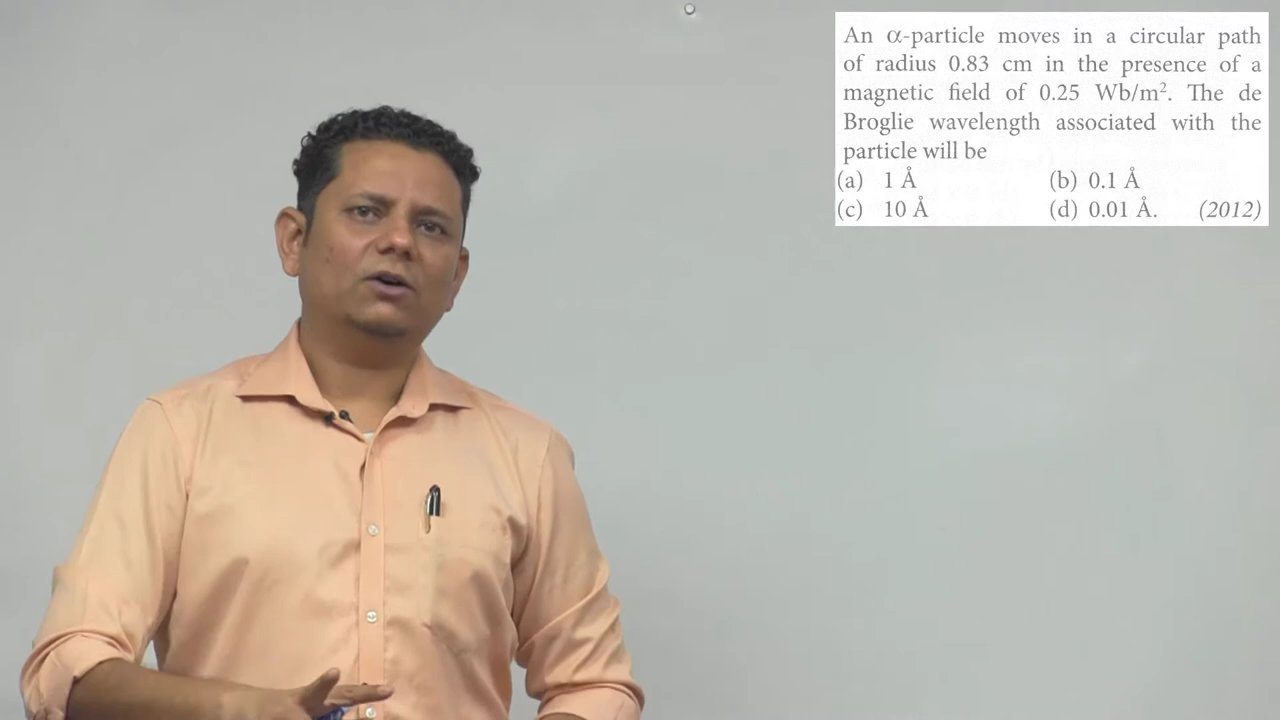 An α-particle moves in a circular path
of radius 0.83 cm in the presence of a
magnetic field of 0.25 Wb/m². The de
Broglie wavelength associated with the
particle will be
(a) 1 Å (b) 0.1 Å
(c) 10 Å (d) 0.01 Å. (2012)